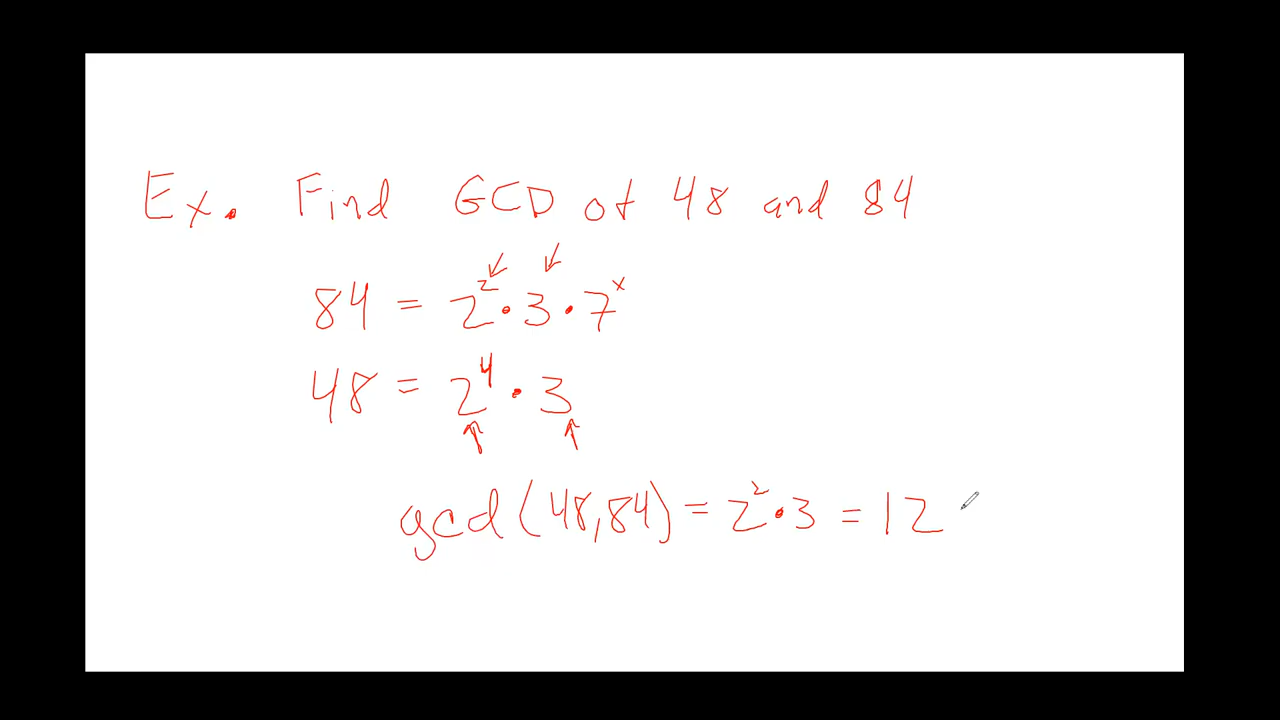 Ex. Find GCD of 48 and 84
84 = 2² · 3 · 7ˣ
48 = 2⁴ · 3
gcd(48,84) = 2² · 3 = 12